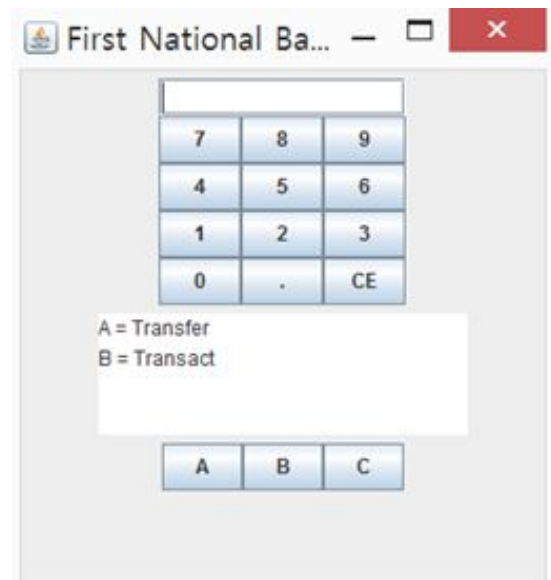 First National Ba...
7 8 9
4 5 6
1 2 3
0 . CE
A = Transfer
B = Transact
A B C